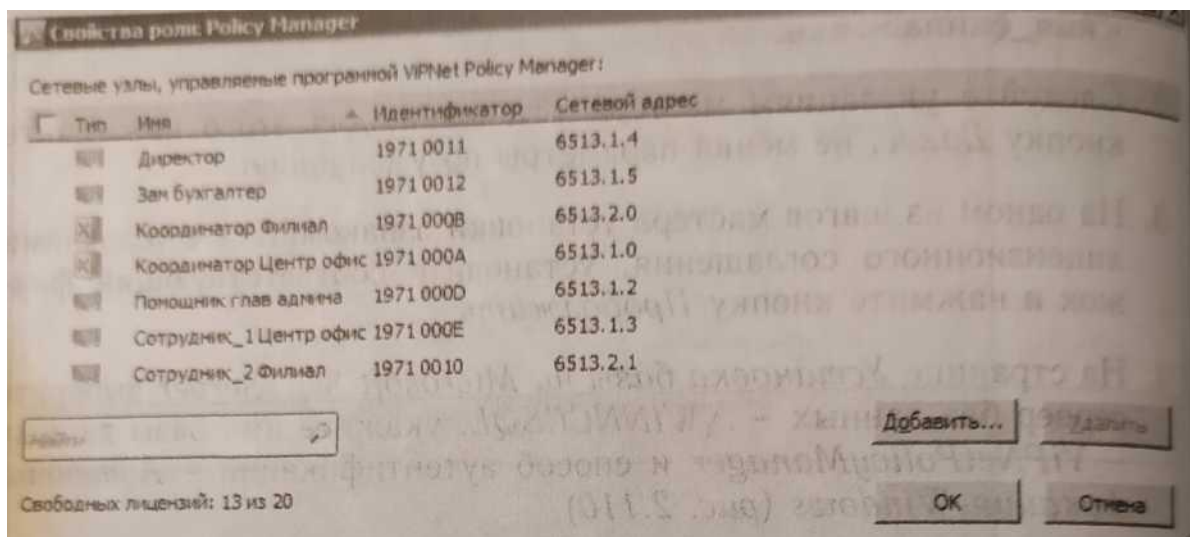 Свойства роли: Policy Manager
Сетевые узлы, управляемые программой ViPNet Policy Manager:
Тип Имя Идентификатор Сетевой адрес
Директор 1971 0011 6513.1.4
Зам бухгалтер 1971 0012 6513.1.5
Координатор Филиал 1971 000B 6513.2.0
Координатор Центр офис 1971 000A 6513.1.0
Помощник глав админа 1971 000D 6513.1.2
Сотрудник_1 Центр офис 1971 000E 6513.1.3
Сотрудник_2 Филиал 1971 0010 6513.2.1
Найти
Добавить... Удалить
Свободных лицензий: 13 из 20
OK Отмена